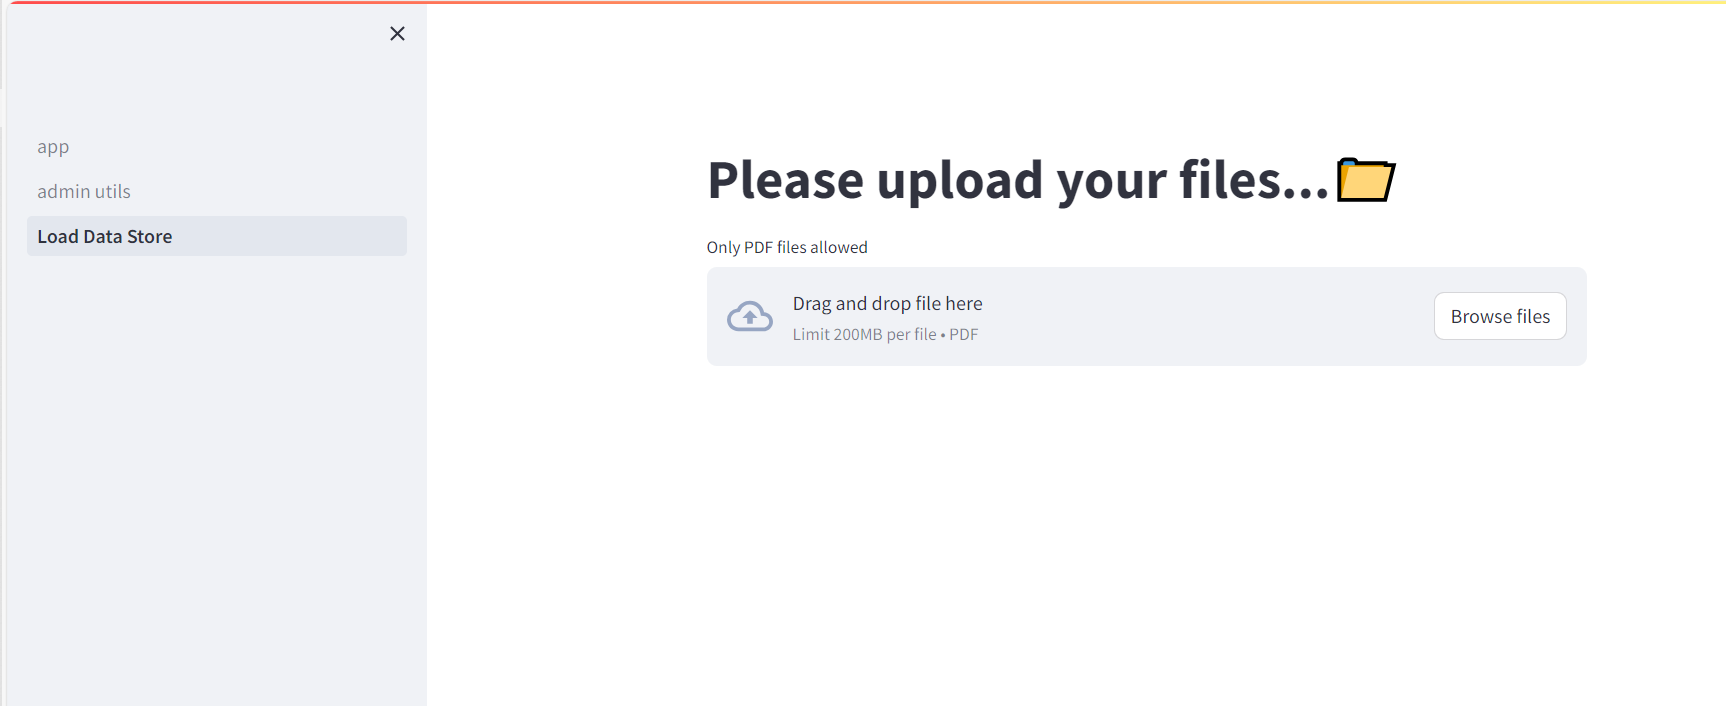 app
admin utils
Load Data Store
Please upload your files...📁
Only PDF files allowed
Drag and drop file here
Limit 200MB per file • PDF
Browse files